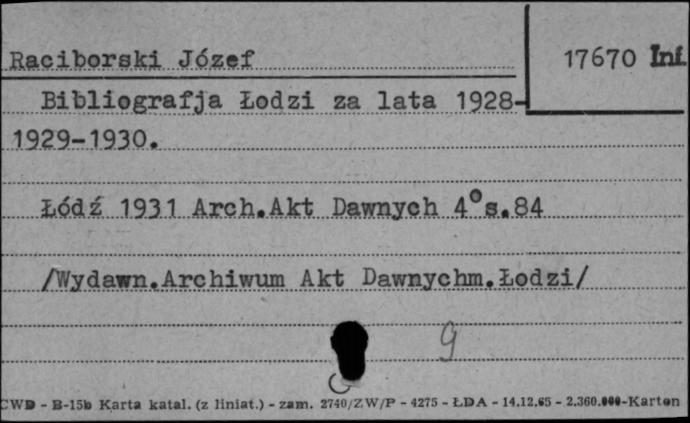 Raciborski Józef
17670 Inf.
Bibliografja Łodzi za lata 1928-
1929-1930.
Łódź 1931 Arch.Akt Dawnych 4°s.84
/Wydawn.Archiwum Akt Dawnychm.Łodzi/
9
CWD - B-15b Karta katal. (z liniat.) - zam. 2740/ZW/P - 4275 - ŁDA - 14.12.65 - 2.360.000-Karton